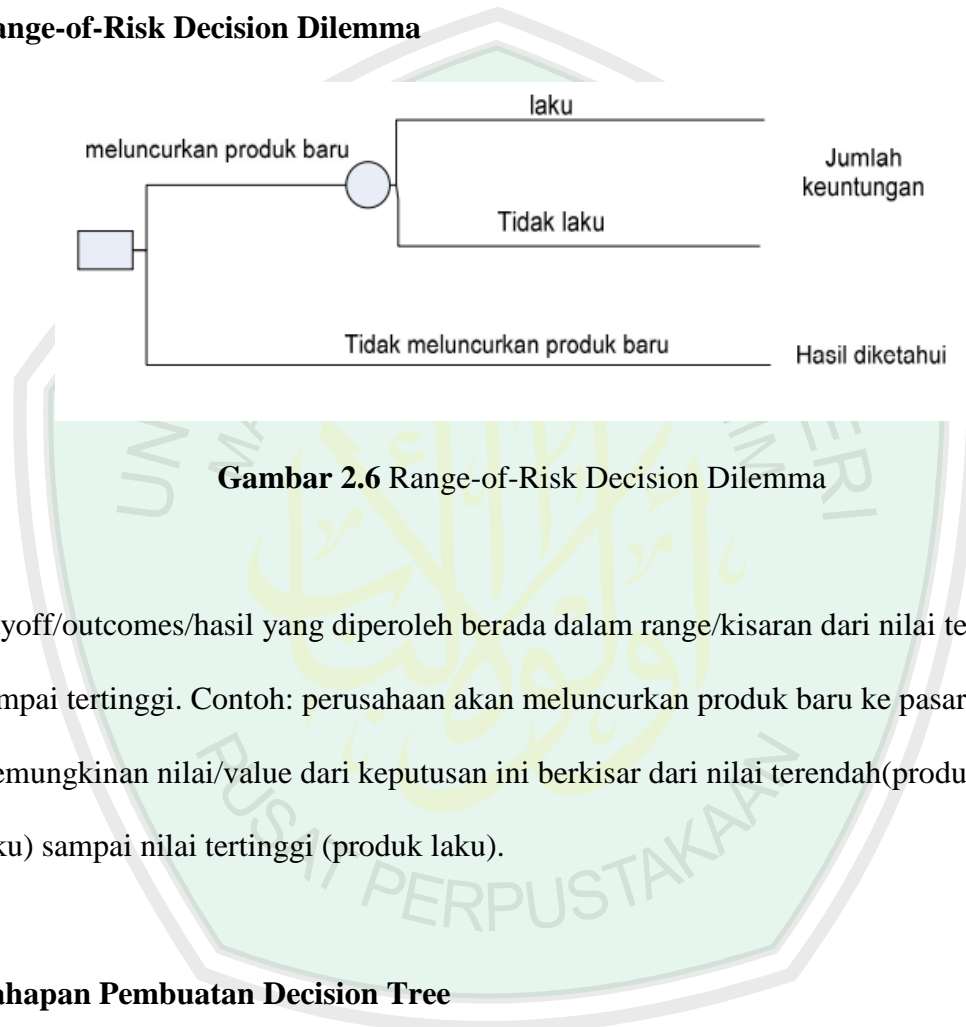 ange-of-Risk Decision Dilemma
laku
meluncurkan produk baru
Jumlah
keuntungan
Tidak laku
Tidak meluncurkan produk baru
Hasil diketahui
Gambar 2.6 Range-of-Risk Decision Dilemma
yoff/outcomes/hasil yang diperoleh berada dalam range/kisaran dari nilai te
mpai tertinggi. Contoh: perusahaan akan meluncurkan produk baru ke pasar
emungkinan nilai/value dari keputusan ini berkisar dari nilai terendah(produ
ku) sampai nilai tertinggi (produk laku).
PUSAT PERPUSTAKAAN
ahapan Pembuatan Decision Tree